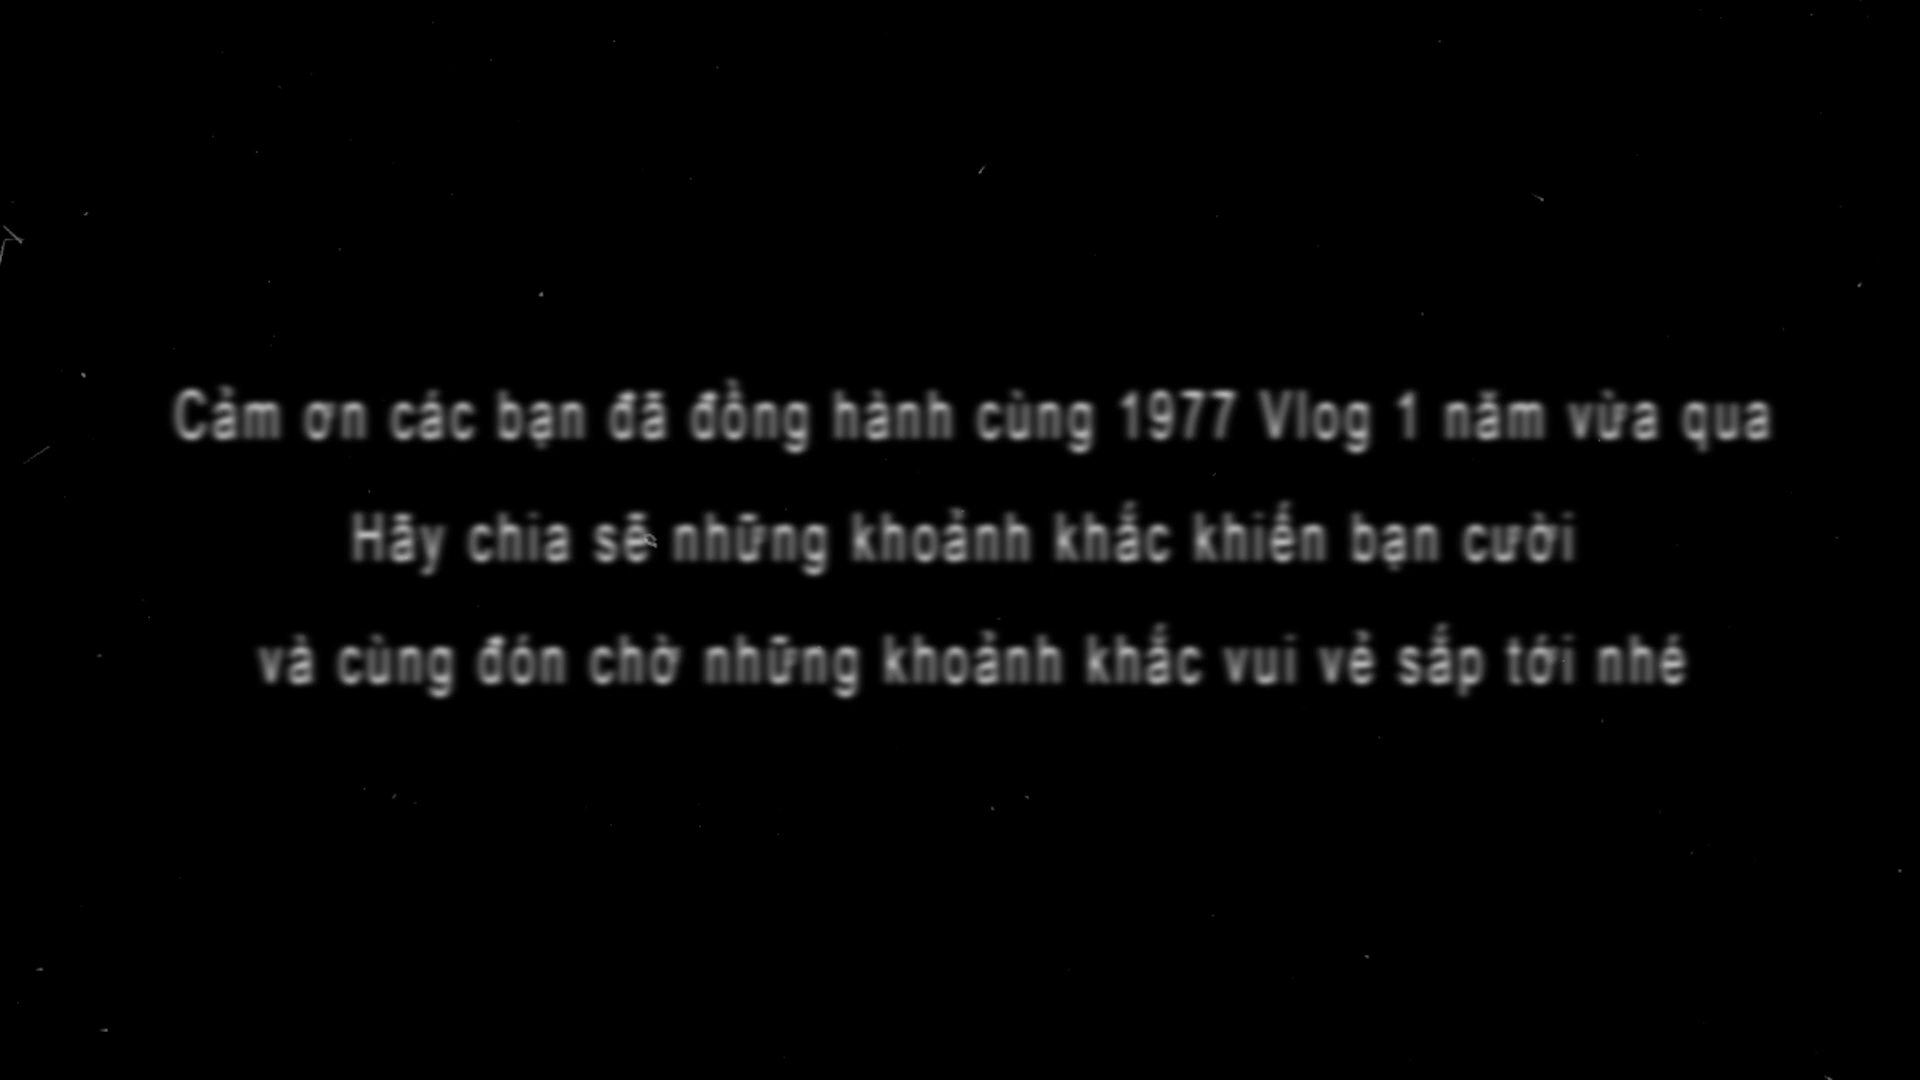 Cảm ơn các bạn đã đồng hành cùng 1977 Vlog 1 năm vừa qua
Hãy chia sẽ những khoảnh khắc khiến bạn cười
và cùng đón chờ những khoảnh khắc vui vẻ sắp tới nhé